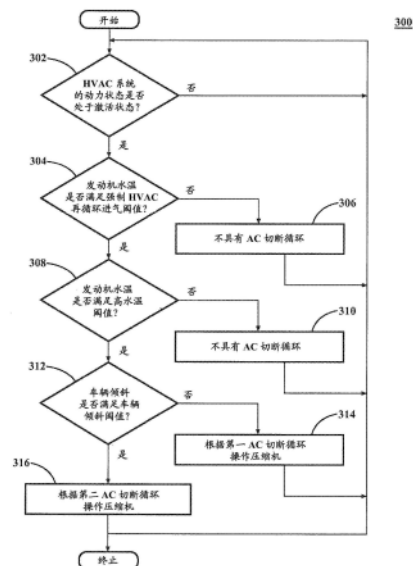 开始
300
302
HVAC 系统
的动力状态是否
处于激活状态?
否
是
304
发动机水温
是否满足强制 HVAC
再循环进气阈值?
否
306
不具有 AC 切断循环
是
308
发动机水温
是否满足高水温
阈值?
否
310
不具有 AC 切断循环
是
312
车辆倾斜
是否满足车辆
倾斜阈值?
否
314
根据第一 AC 切断循环
操作压缩机
是
316
根据第二 AC 切断循环
操作压缩机
终止